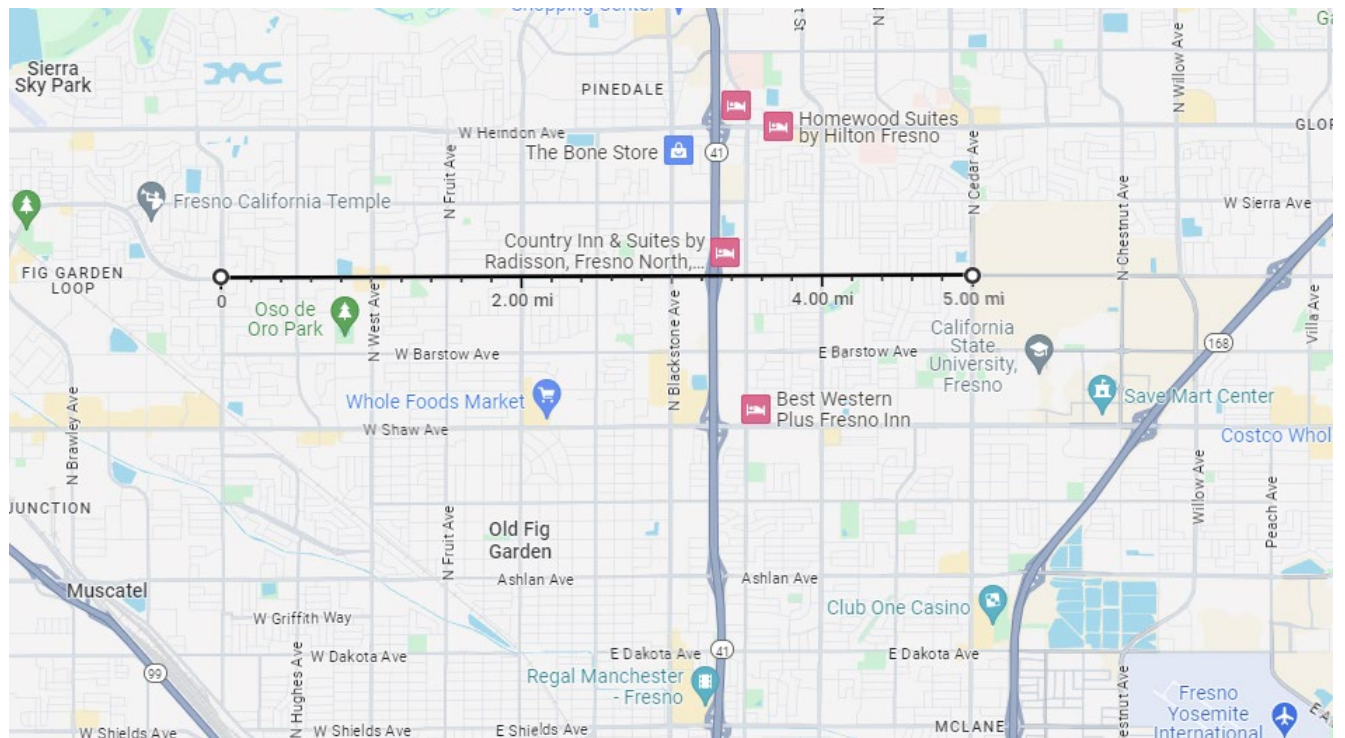 Shopping Center
Sierra
Sky Park
PINEDALE
St
N Willow Ave
Homewood Suites
by Hilton Fresno
W Herndon Ave
The Bone Store
41
N Fruit Ave
N Cedar Ave
Fresno California Temple
N Chestnut Ave
W Sierra Ave
Country Inn & Suites by
Radisson, Fresno North,...
FIG GARDEN
LOOP
0
2.00 mi
4.00 mi
5.00 mi
Oso de
Oro Park
N West Ave
N Blackstone Ave
Villa Ave
California
State
University,
Fresno
168
W Barstow Ave
E Barstow Ave
Whole Foods Market
Best Western
Plus Fresno Inn
Save Mart Center
N Brawley Ave
W Shaw Ave
Costco Whol
JUNCTION
Willow Ave
Peach Ave
Old Fig
Garden
N Fruit Ave
Ashlan Ave
Ashlan Ave
Muscatel
Club One Casino
W Griffith Way
W Dakota Ave
E Dakota Ave
41
E Dakota Ave
N Hughes Ave
99
Regal Manchester
- Fresno
Fresno
Yosemite
International
estnut Ave
E A
W Shields Ave
W Shields Ave
E Shields Ave
MCLANE